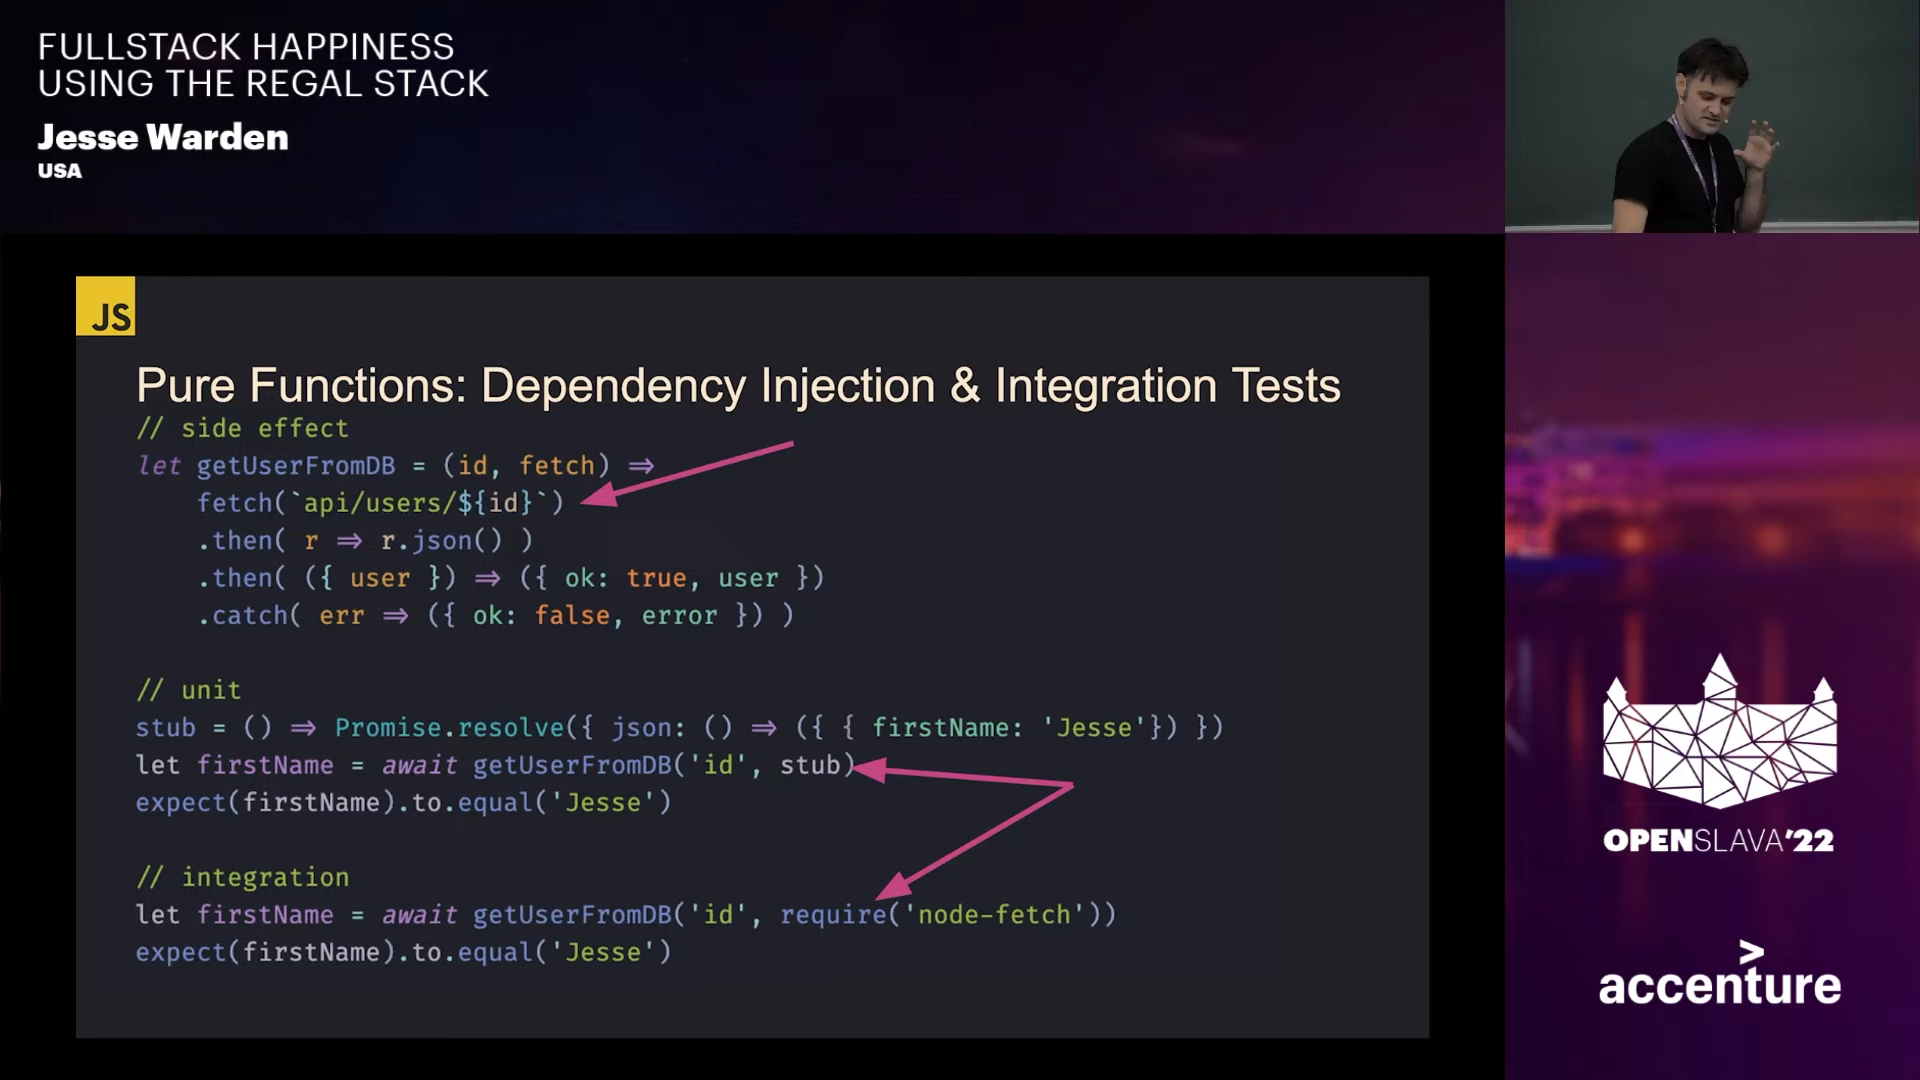 FULLSTACK HAPPINESS
USING THE REGAL STACK
Jesse Warden
USA
JS
Pure Functions: Dependency Injection & Integration Tests
// side effect
let getUserFromDB = (id, fetch) ⇒
fetch(`api/users/${id}`)
.then( r ⇒ r.json() )
.then( ({ user }) ⇒ ({ ok: true, user })
.catch( err ⇒ ({ ok: false, error }) )
// unit
stub = () ⇒ Promise.resolve({ json: () ⇒ ({ { firstName: 'Jesse'}) })
let firstName = await getUserFromDB('id', stub)
expect(firstName).to.equal('Jesse')
// integration
let firstName = await getUserFromDB('id', require('node-fetch'))
expect(firstName).to.equal('Jesse')
OPENSLAVA'22
accenture